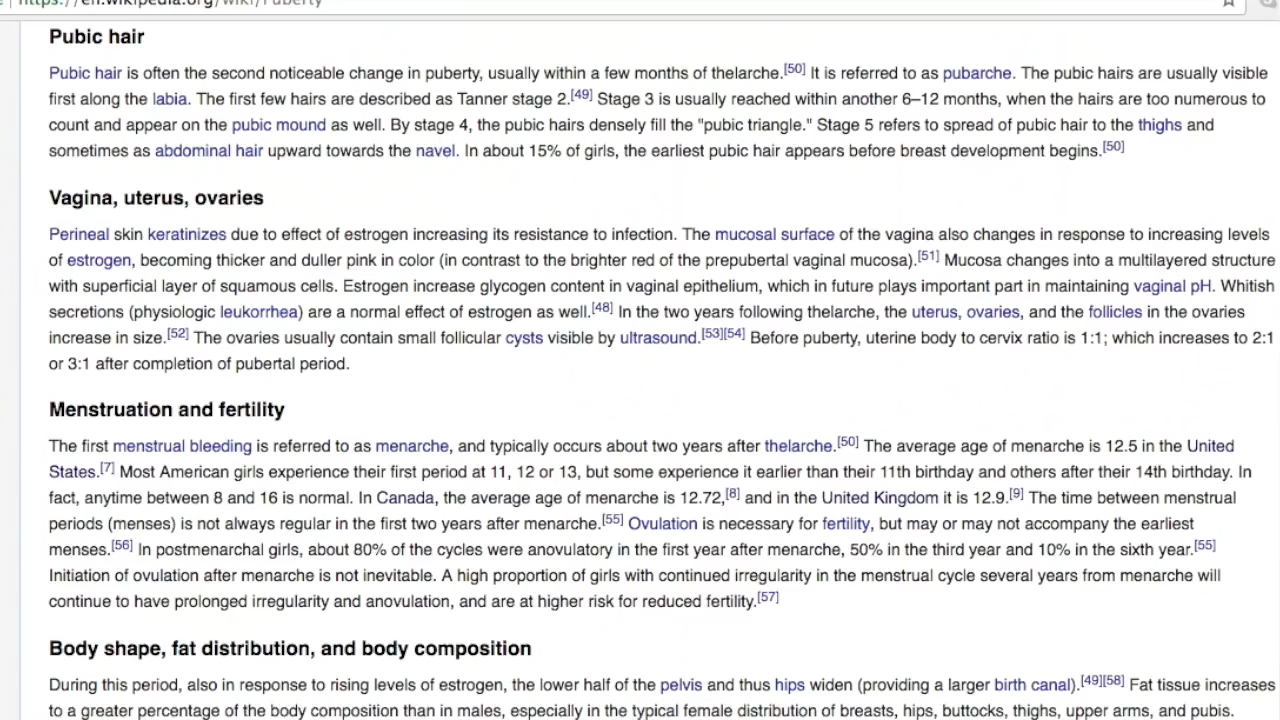 https://en.wikipedia.org/wiki/Puberty
Pubic hair
Pubic hair is often the second noticeable change in puberty, usually within a few months of thelarche.[50] It is referred to as pubarche. The pubic hairs are usually visible
first along the labia. The first few hairs are described as Tanner stage 2.[49] Stage 3 is usually reached within another 6–12 months, when the hairs are too numerous to
count and appear on the pubic mound as well. By stage 4, the pubic hairs densely fill the "pubic triangle." Stage 5 refers to spread of pubic hair to the thighs and
sometimes as abdominal hair upward towards the navel. In about 15% of girls, the earliest pubic hair appears before breast development begins.[50]
Vagina, uterus, ovaries
Perineal skin keratinizes due to effect of estrogen increasing its resistance to infection. The mucosal surface of the vagina also changes in response to increasing levels
of estrogen, becoming thicker and duller pink in color (in contrast to the brighter red of the prepubertal vaginal mucosa).[51] Mucosa changes into a multilayered structure
with superficial layer of squamous cells. Estrogen increase glycogen content in vaginal epithelium, which in future plays important part in maintaining vaginal pH. Whitish
secretions (physiologic leukorrhea) are a normal effect of estrogen as well.[48] In the two years following thelarche, the uterus, ovaries, and the follicles in the ovaries
increase in size.[52] The ovaries usually contain small follicular cysts visible by ultrasound.[53][54] Before puberty, uterine body to cervix ratio is 1:1; which increases to 2:1
or 3:1 after completion of pubertal period.
Menstruation and fertility
The first menstrual bleeding is referred to as menarche, and typically occurs about two years after thelarche.[50] The average age of menarche is 12.5 in the United
States.[7] Most American girls experience their first period at 11, 12 or 13, but some experience it earlier than their 11th birthday and others after their 14th birthday. In
fact, anytime between 8 and 16 is normal. In Canada, the average age of menarche is 12.72,[8] and in the United Kingdom it is 12.9.[9] The time between menstrual
periods (menses) is not always regular in the first two years after menarche.[55] Ovulation is necessary for fertility, but may or may not accompany the earliest
menses.[56] In postmenarchal girls, about 80% of the cycles were anovulatory in the first year after menarche, 50% in the third year and 10% in the sixth year.[55]
Initiation of ovulation after menarche is not inevitable. A high proportion of girls with continued irregularity in the menstrual cycle several years from menarche will
continue to have prolonged irregularity and anovulation, and are at higher risk for reduced fertility.[57]
Body shape, fat distribution, and body composition
During this period, also in response to rising levels of estrogen, the lower half of the pelvis and thus hips widen (providing a larger birth canal).[49][58] Fat tissue increases
to a greater percentage of the body composition than in males, especially in the typical female distribution of breasts, hips, buttocks, thighs, upper arms, and pubis.